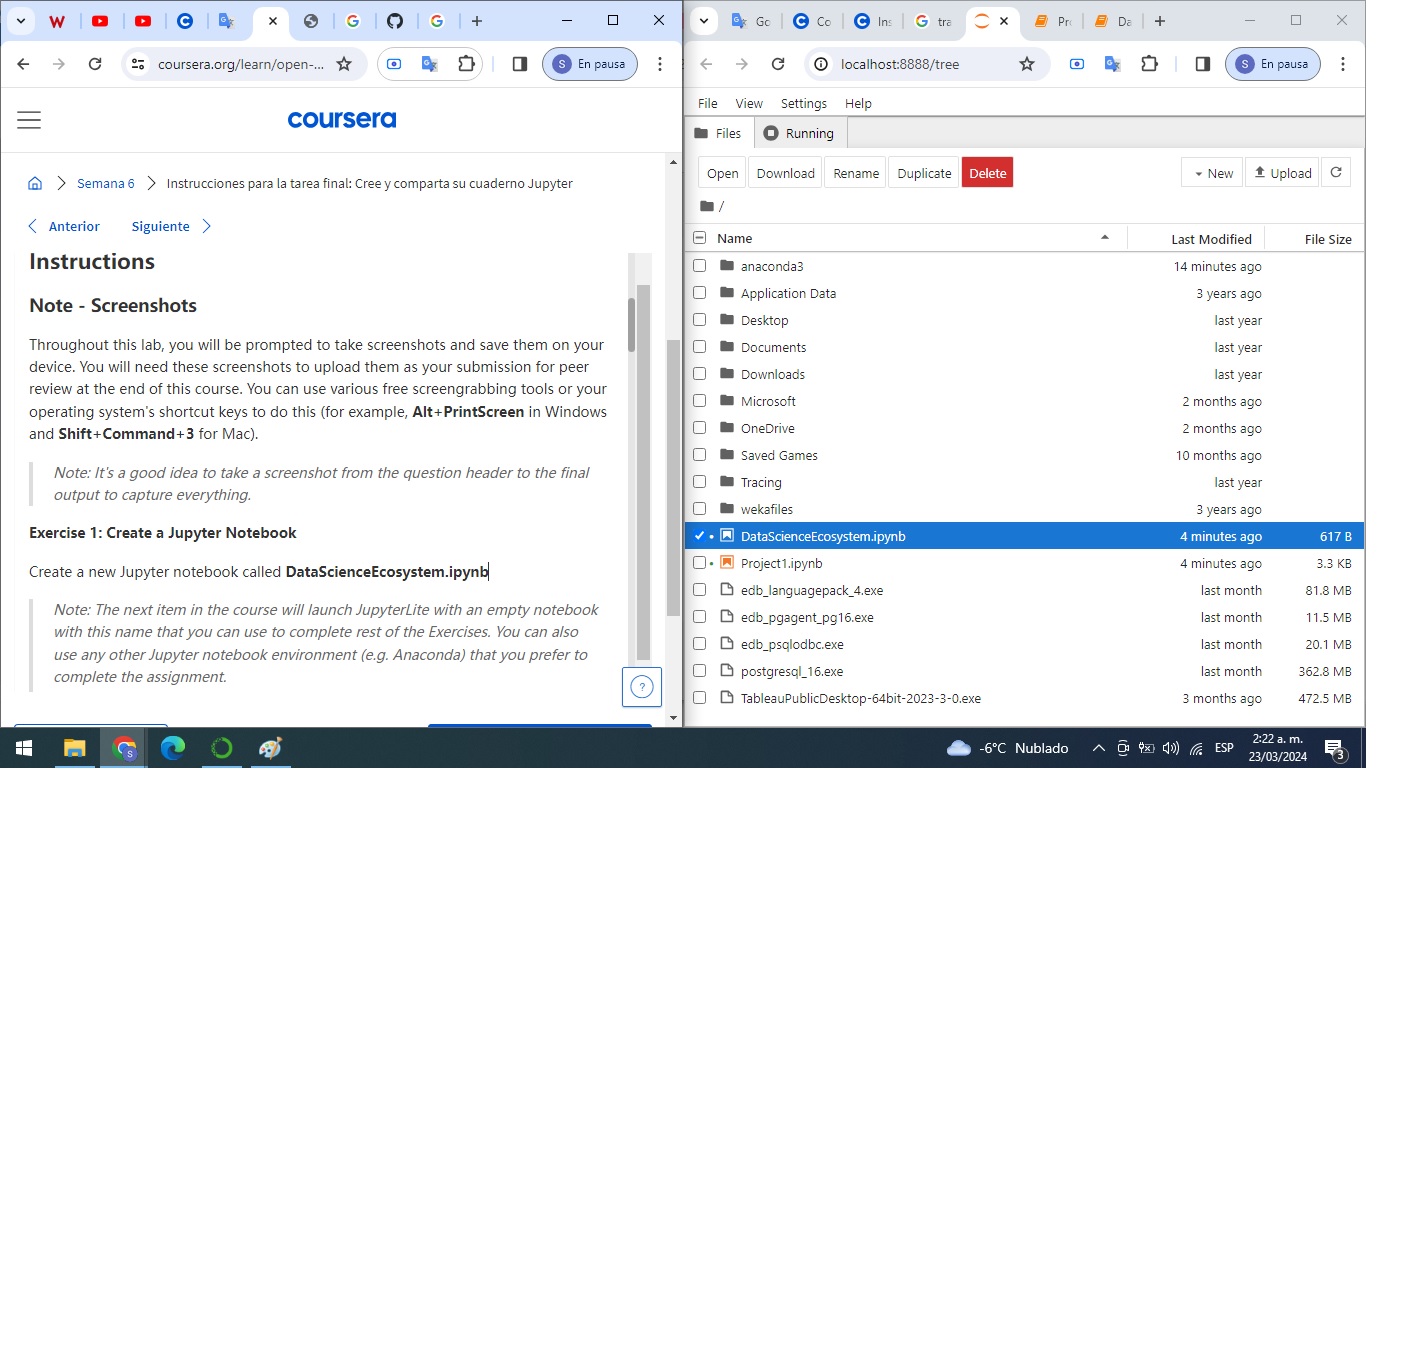 coursera.org/learn/open-...
S En pausa
coursera
Semana 6 Instrucciones para la tarea final: Cree y comparta su cuaderno Jupyter
Anterior Siguiente
Instructions
Note - Screenshots
Throughout this lab, you will be prompted to take screenshots and save them on your
device. You will need these screenshots to upload them as your submission for peer
review at the end of this course. You can use various free screengrabbing tools or your
operating system's shortcut keys to do this (for example, Alt+PrintScreen in Windows
and Shift+Command+3 for Mac).
Note: It's a good idea to take a screenshot from the question header to the final
output to capture everything.
Exercise 1: Create a Jupyter Notebook
Create a new Jupyter notebook called DataScienceEcosystem.ipynb
Note: The next item in the course will launch JupyterLite with an empty notebook
with this name that you can use to complete rest of the Exercises. You can also
use any other Jupyter notebook environment (e.g. Anaconda) that you prefer to
complete the assignment.
?
Go Co Ins tra Pr Da
localhost:8888/tree
S En pausa
File View Settings Help
Files Running
Open Download Rename Duplicate Delete New Upload
/
Name Last Modified File Size
anaconda3 14 minutes ago
Application Data 3 years ago
Desktop last year
Documents last year
Downloads last year
Microsoft 2 months ago
OneDrive 2 months ago
Saved Games 10 months ago
Tracing last year
wekafiles 3 years ago
DataScienceEcosystem.ipynb 4 minutes ago 617 B
Project1.ipynb 4 minutes ago 3.3 KB
edb_languagepack_4.exe last month 81.8 MB
edb_pgagent_pg16.exe last month 11.5 MB
edb_psqlodbc.exe last month 20.1 MB
postgresql_16.exe last month 362.8 MB
TableauPublicDesktop-64bit-2023-3-0.exe 3 months ago 472.5 MB
-6°C Nublado ESP 2:22 a. m.
23/03/2024 3